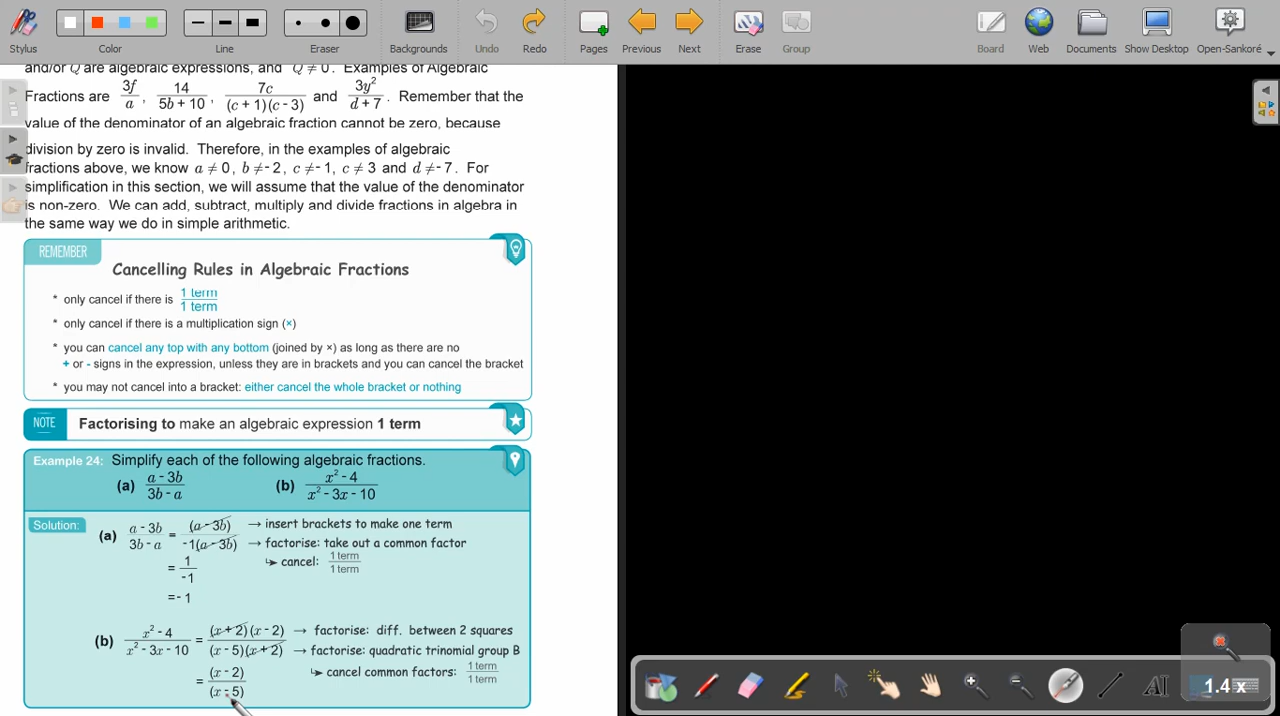 Stylus Color Line Eraser Backgrounds Undo Redo Pages Previous Next Erase Group Board Web Documents Show Desktop Open-Sankoré
and/or Q are algebraic expressions, and Q ≠ 0. Examples of Algebraic
Fractions are 3f/a, 14/(5b + 10), 7c/((c + 1)(c - 3)) and 3y²/(d + 7). Remember that the
value of the denominator of an algebraic fraction cannot be zero, because
division by zero is invalid. Therefore, in the examples of algebraic
fractions above, we know a ≠ 0, b ≠ - 2, c ≠ - 1, c ≠ 3 and d ≠ - 7. For
simplification in this section, we will assume that the value of the denominator
is non-zero. We can add, subtract, multiply and divide fractions in algebra in
the same way we do in simple arithmetic.
REMEMBER
Cancelling Rules in Algebraic Fractions
* only cancel if there is 1 term/1 term
* only cancel if there is a multiplication sign (×)
* you can cancel any top with any bottom (joined by ×) as long as there are no
+ or - signs in the expression, unless they are in brackets and you can cancel the bracket
* you may not cancel into a bracket: either cancel the whole bracket or nothing
NOTE Factorising to make an algebraic expression 1 term
Example 24: Simplify each of the following algebraic fractions.
(a) (a - 3b)/(3b - a) (b) (x² - 4)/(x² - 3x - 10)
Solution:
(a) (a - 3b)/(3b - a) = (a - 3b)/(-1(a - 3b)) → insert brackets to make one term
→ factorise: take out a common factor
= 1/-1 ↳ cancel: 1 term/1 term
= - 1
(b) (x² - 4)/(x² - 3x - 10) = (x + 2)(x - 2)/((x - 5)(x + 2)) → factorise: diff. between 2 squares
→ factorise: quadratic trinomial group B
= (x - 2)/(x - 5) ↳ cancel common factors: 1 term/1 term
1.4 x
AI